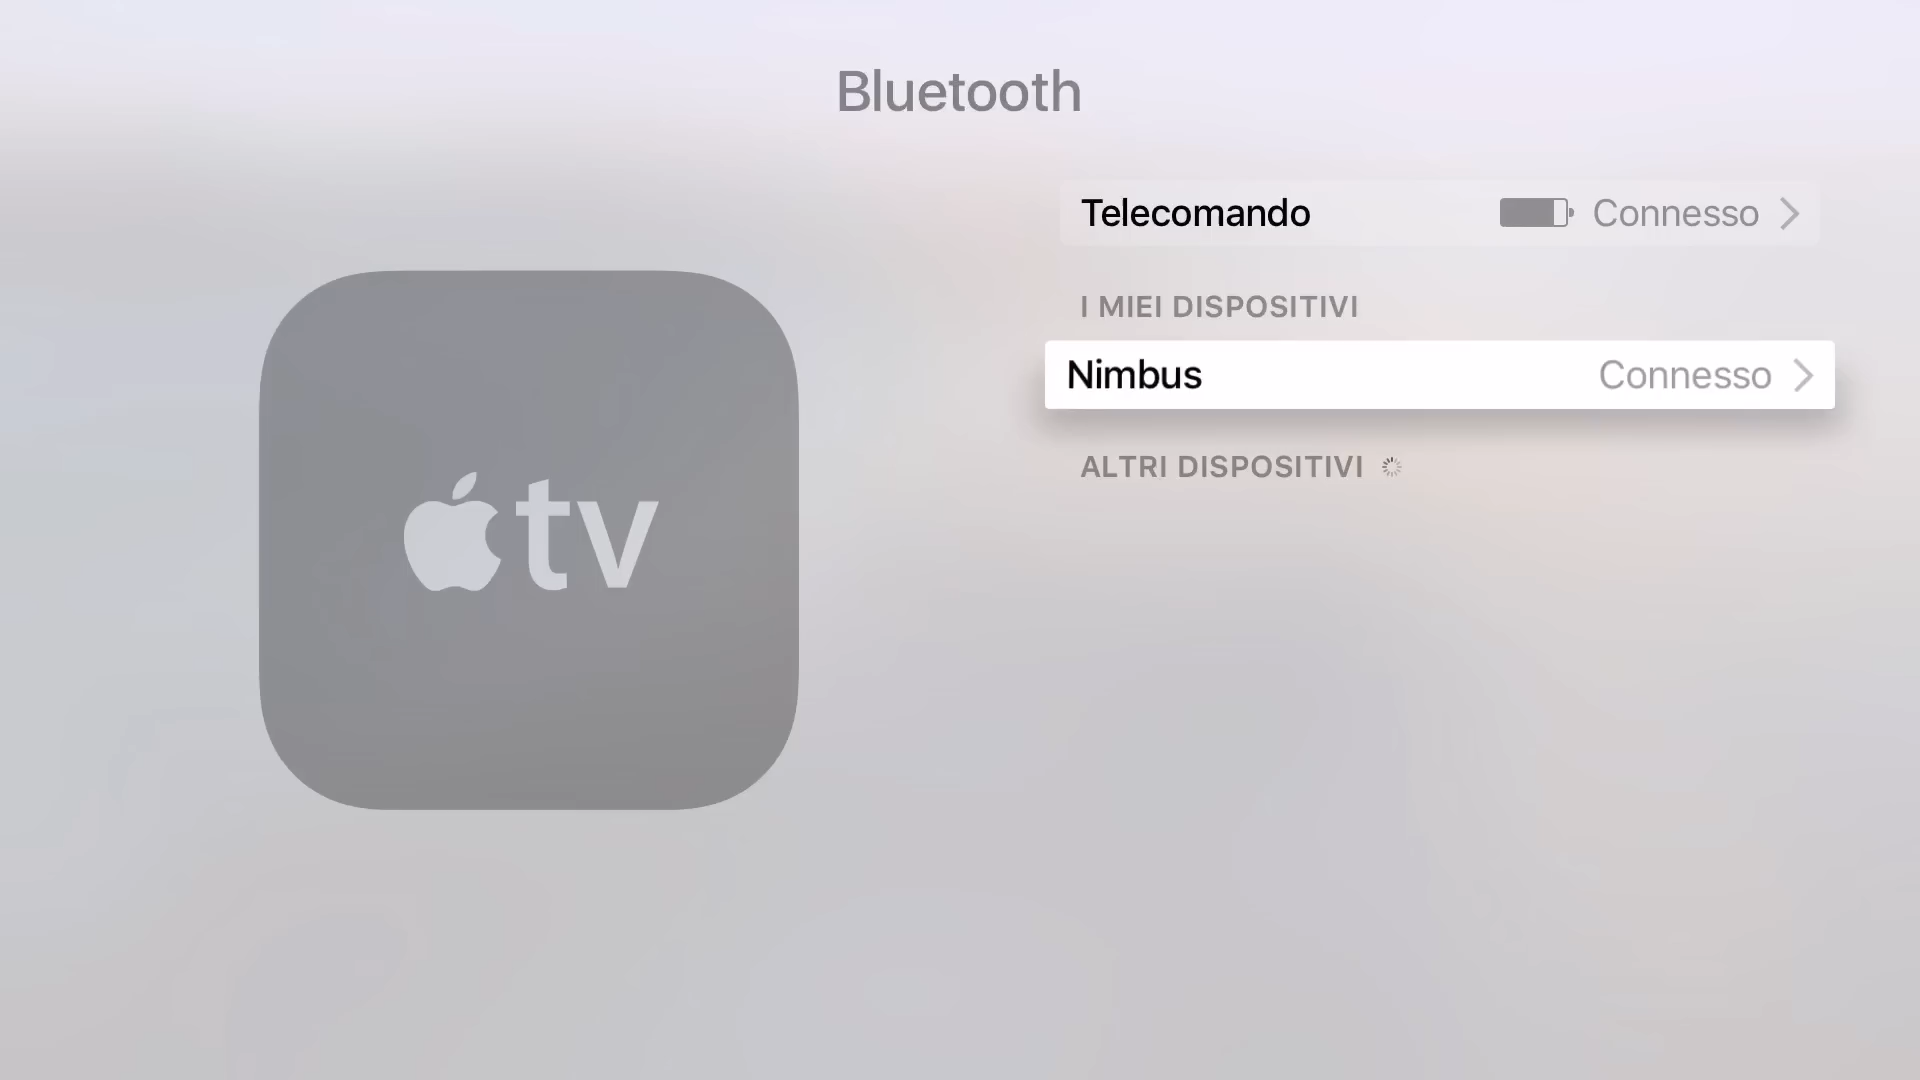 Bluetooth
Telecomando Connesso
I MIEI DISPOSITIVI
Nimbus Connesso
ALTRI DISPOSITIVI
tv